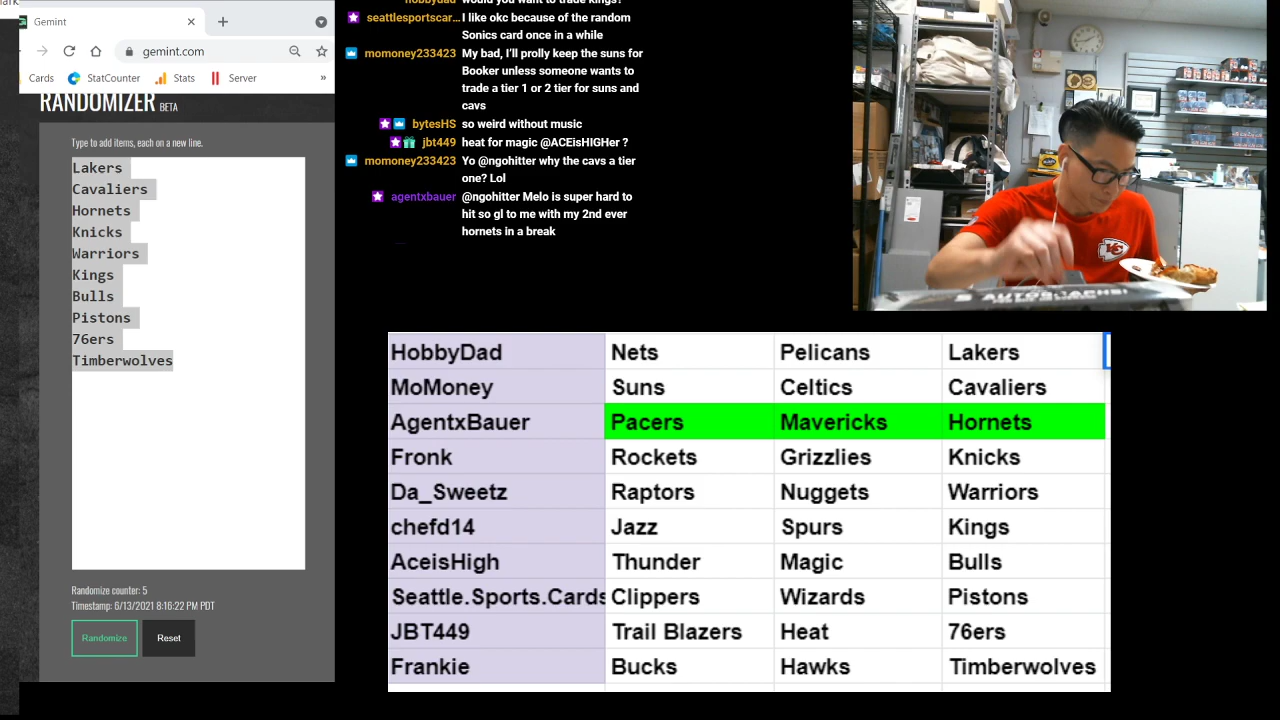 Gemint
gemint.com
Cards StatCounter Stats Server »
RANDOMIZER BETA
Type to add items, each on a new line.
Lakers
Cavaliers
Hornets
Knicks
Warriors
Kings
Bulls
Pistons
76ers
Timberwolves
Randomize counter: 5
Timestamp: 6/13/2021 8:16:22 PM PDT
Randomize Reset
seattlesportscar... I like okc because of the random
Sonics card once in a while
momoney233423 My bad, I'll prolly keep the suns for
Booker unless someone wants to
trade a tier 1 or 2 tier for suns and
cavs
bytesHS so weird without music
jbt449 heat for magic @ACEisHIGHer ?
momoney233423 Yo @ngohitter why the cavs a tier
one? Lol
agentxbauer @ngohitter Melo is super hard to
hit so gl to me with my 2nd ever
hornets in a break
HobbyDad Nets Pelicans Lakers
MoMoney Suns Celtics Cavaliers
AgentxBauer Pacers Mavericks Hornets
Fronk Rockets Grizzlies Knicks
Da_Sweetz Raptors Nuggets Warriors
chefd14 Jazz Spurs Kings
AceisHigh Thunder Magic Bulls
Seattle.Sports.Cards Clippers Wizards Pistons
JBT449 Trail Blazers Heat 76ers
Frankie Bucks Hawks Timberwolves